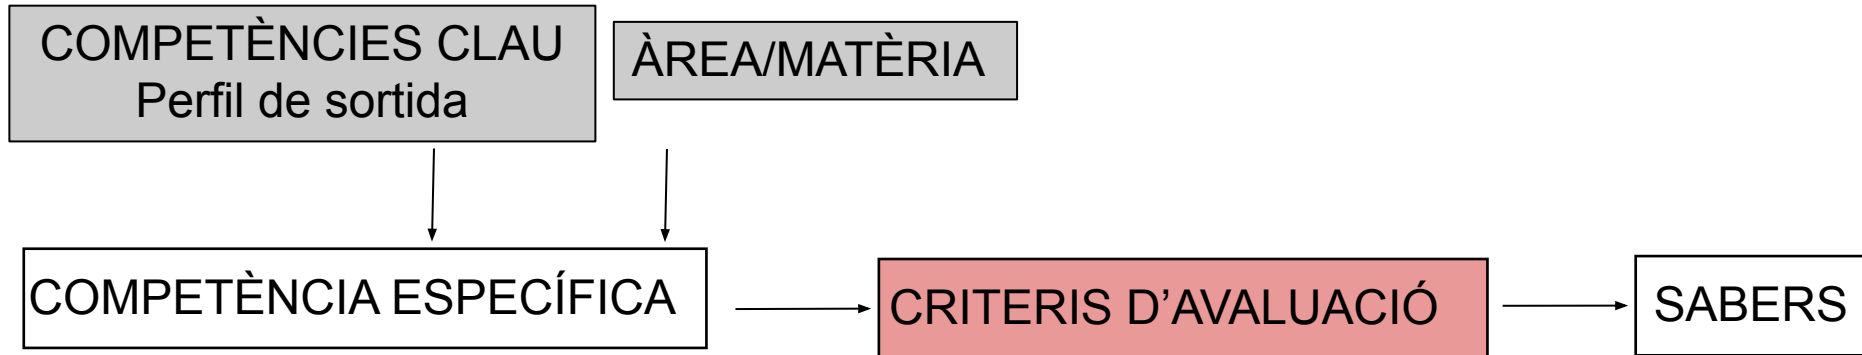 COMPETÈNCIES CLAU
Perfil de sortida
ÀREA/MATÈRIA
COMPETÈNCIA ESPECÍFICA
CRITERIS D’AVALUACIÓ
SABERS